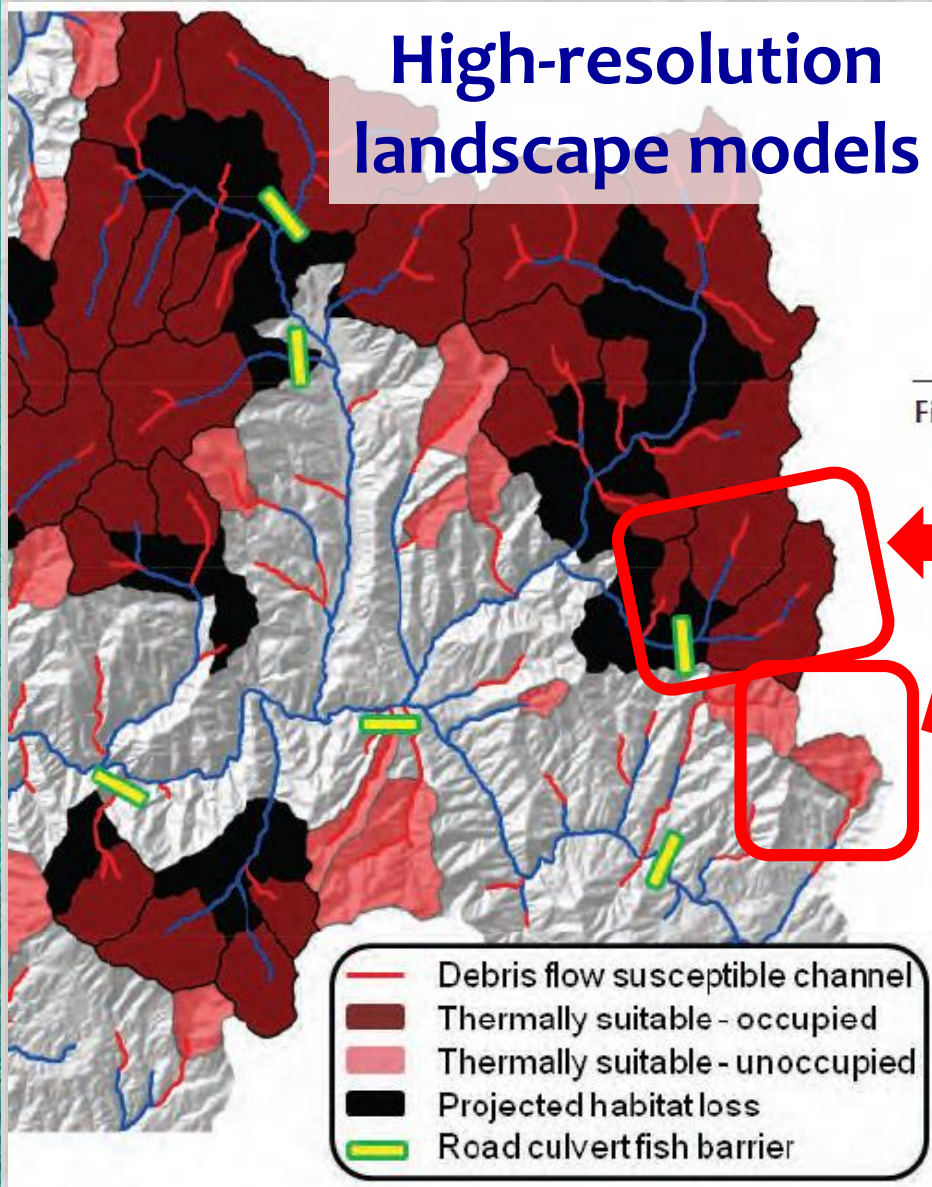 High-resolution
landscape models
Fi
Debris flow susceptible channel
Thermally suitable - occupied
Thermally suitable - unoccupied
Projected habitat loss
Road culvert fish barrier